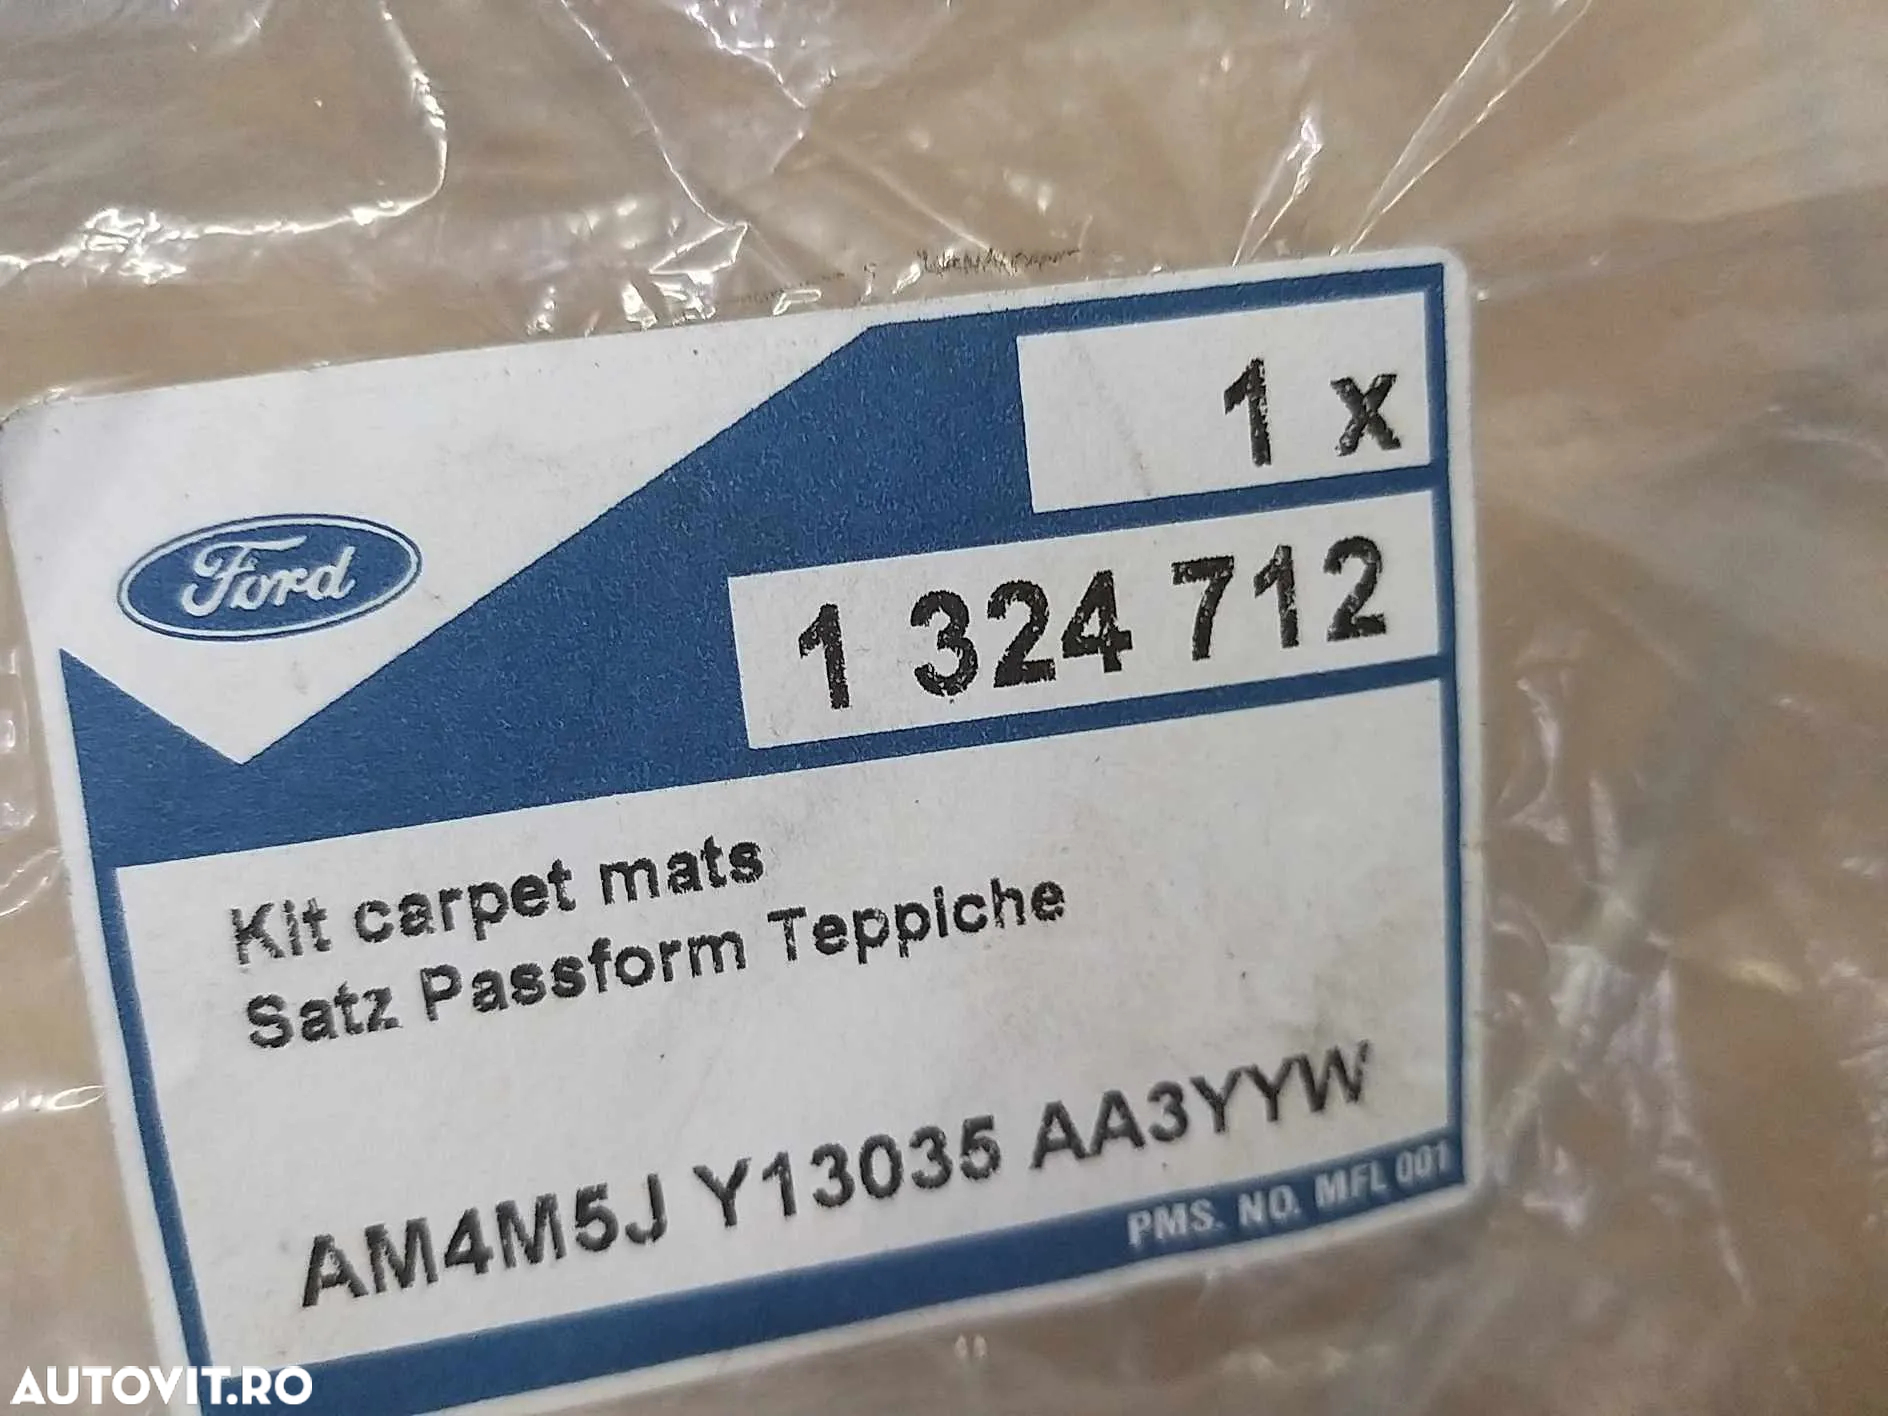 1 x
Ford
1 324 712
Kit carpet mats
Satz Passform Teppiche
AM4M5J Y13035 AA3YYW
PMS. NO. MFL 001
AUTOVIT.RO